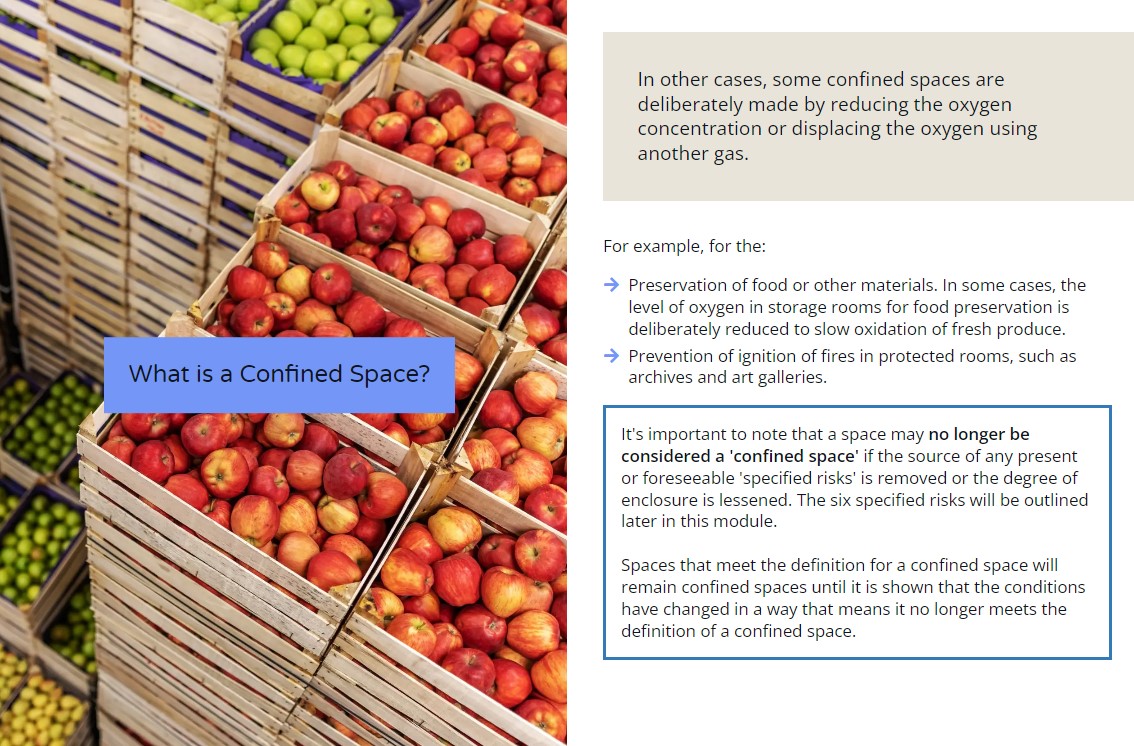 What is a Confined Space?
In other cases, some confined spaces are
deliberately made by reducing the oxygen
concentration or displacing the oxygen using
another gas.
For example, for the:
Preservation of food or other materials. In some cases, the
level of oxygen in storage rooms for food preservation is
deliberately reduced to slow oxidation of fresh produce.
Prevention of ignition of fires in protected rooms, such as
archives and art galleries.
It's important to note that a space may no longer be
considered a 'confined space' if the source of any present
or foreseeable 'specified risks' is removed or the degree of
enclosure is lessened. The six specified risks will be outlined
later in this module.
Spaces that meet the definition for a confined space will
remain confined spaces until it is shown that the conditions
have changed in a way that means it no longer meets the
definition of a confined space.